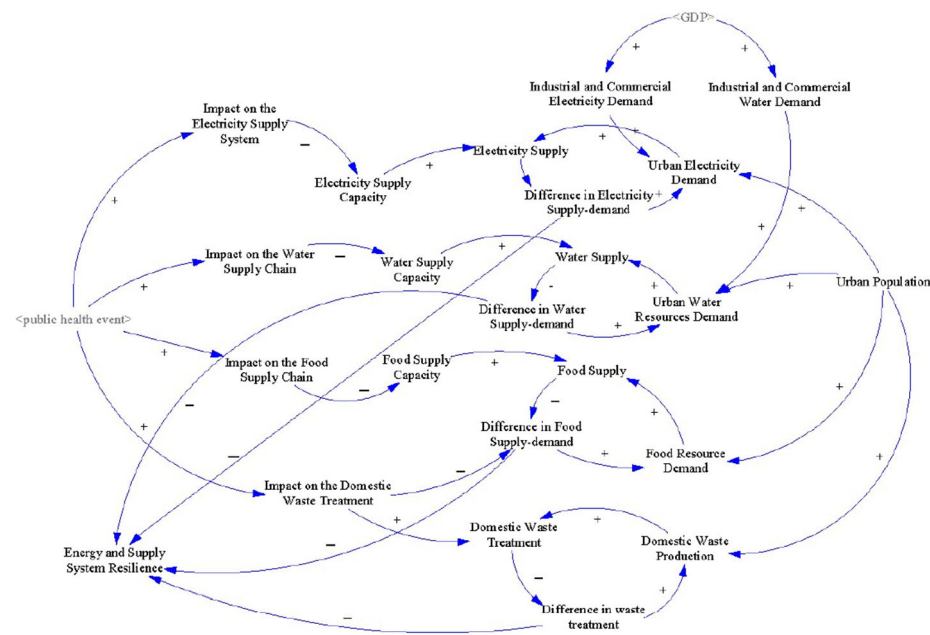 <GDP>
+
+
Industrial and Commercial
Electricity Demand
Industrial and Commercial
Water Demand
Impact on the
Electricity Supply
System
−
+
+
+
Electricity Supply
Urban Electricity
Demand
Electricity Supply
Capacity
Difference in Electricity
Supply-demand
+
+
+
+
Impact on the Water
Supply Chain
−
Water Supply
Capacity
+
Water Supply
Urban Population
+
-
+
+
Urban Water
Resources Demand
Difference in Water
Supply-demand
+
<public health event>
+
Impact on the Food
Supply Chain
−
Food Supply
Capacity
+
Food Supply
+
−
−
+
+
Difference in Food
Supply-demand
+
Food Resource
Demand
−
−
+
Impact on the Domestic
Waste Treatment
+
Domestic Waste
Treatment
+
Domestic Waste
Production
−
Energy and Supply
System Resilience
−
+
Difference in waste
treatment
−